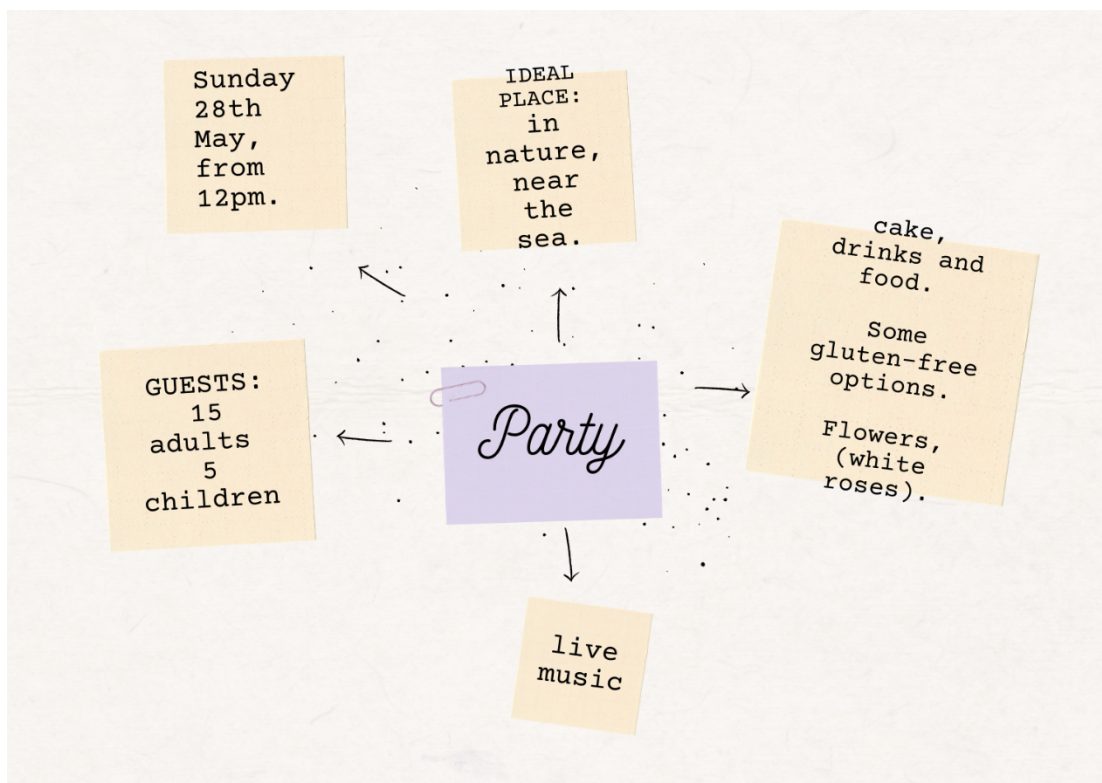 Sunday
28th
May,
from
12pm.
IDEAL
PLACE:
in
nature,
near
the
sea.
cake,
drinks and
food.
Some
gluten-free
options.
Flowers,
(white
roses).
GUESTS:
15
adults
5
children
Party
live
music